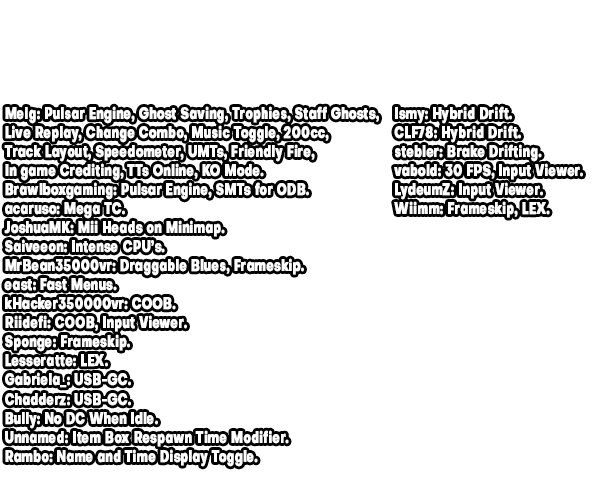 Melg: Pulsar Engine, Ghost Saving, Trophies, Staff Ghosts,
Live Replay, Change Combo, Music Toggle, 200cc,
Track Layout, Speedometer, UMTs, Friendly Fire,
In game Crediting, TTs Online, KO Mode.
Brawlboxgaming: Pulsar Engine, SMTs for ODB.
acaruso: Mega TC.
JoshuaMK: Mii Heads on Minimap.
Saiveeon: Intense CPU's.
MrBean35000vr: Draggable Blues, Frameskip.
east: Fast Menus.
kHacker350000vr: COOB.
Riidefi: COOB, Input Viewer.
Sponge: Frameskip.
Lesseratte: LEX.
Gabriela_: USB-GC.
Chadderz: USB-GC.
Bully: No DC When Idle.
Unnamed: Item Box Respawn Time Modifier.
Rambo: Name and Time Display Toggle.
Ismy: Hybrid Drift.
CLF78: Hybrid Drift.
stebler: Brake Drifting.
vabold: 30 FPS, Input Viewer.
LydeumZ: Input Viewer.
Wiimm: Frameskip, LEX.